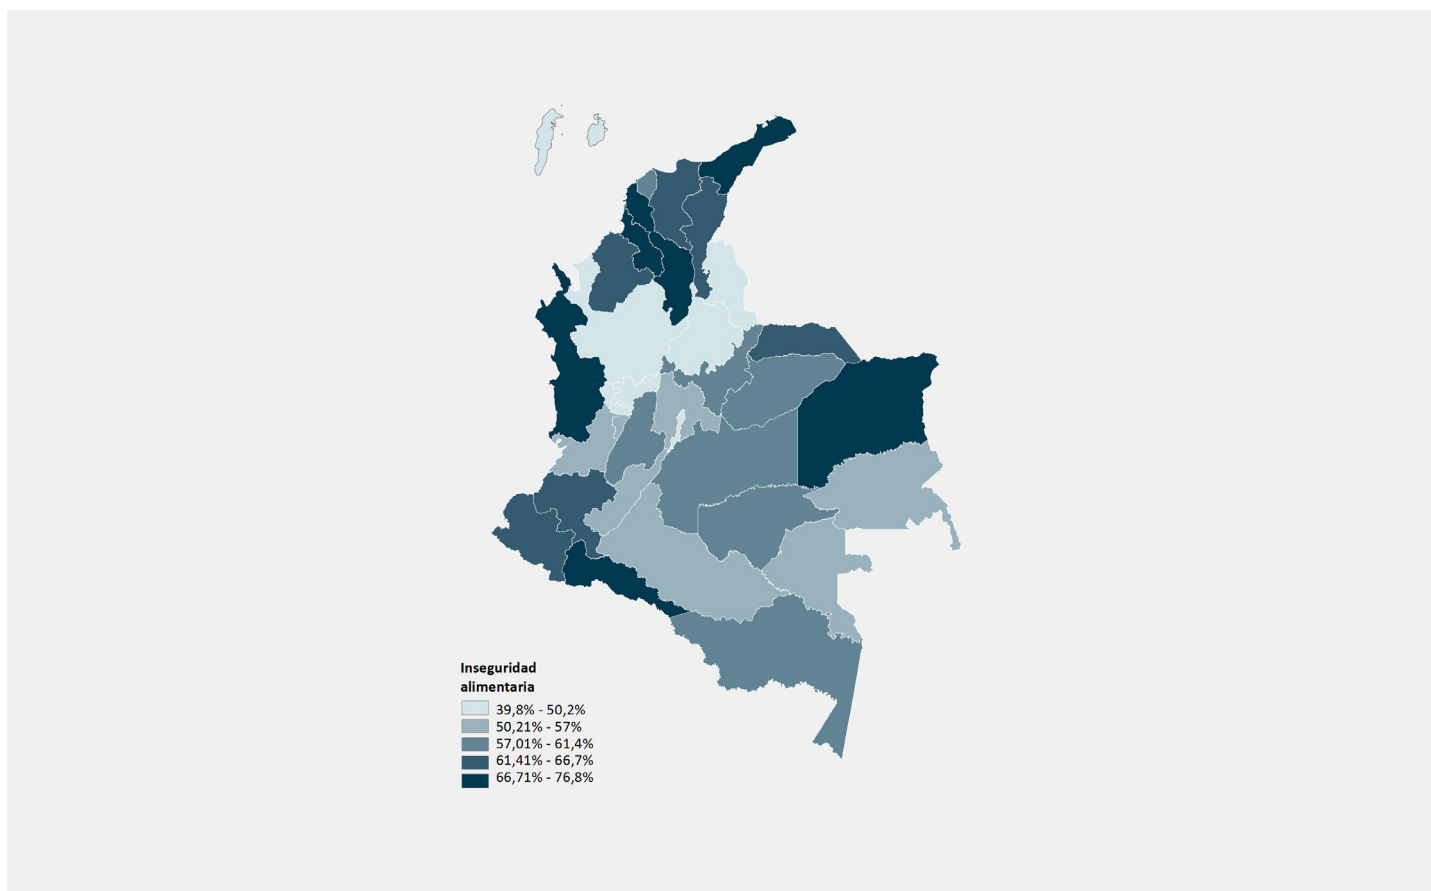 Inseguridad
alimentaria
39,8% - 50,2%
50,21% - 57%
57,01% - 61,4%
61,41% - 66,7%
66,71% - 76,8%